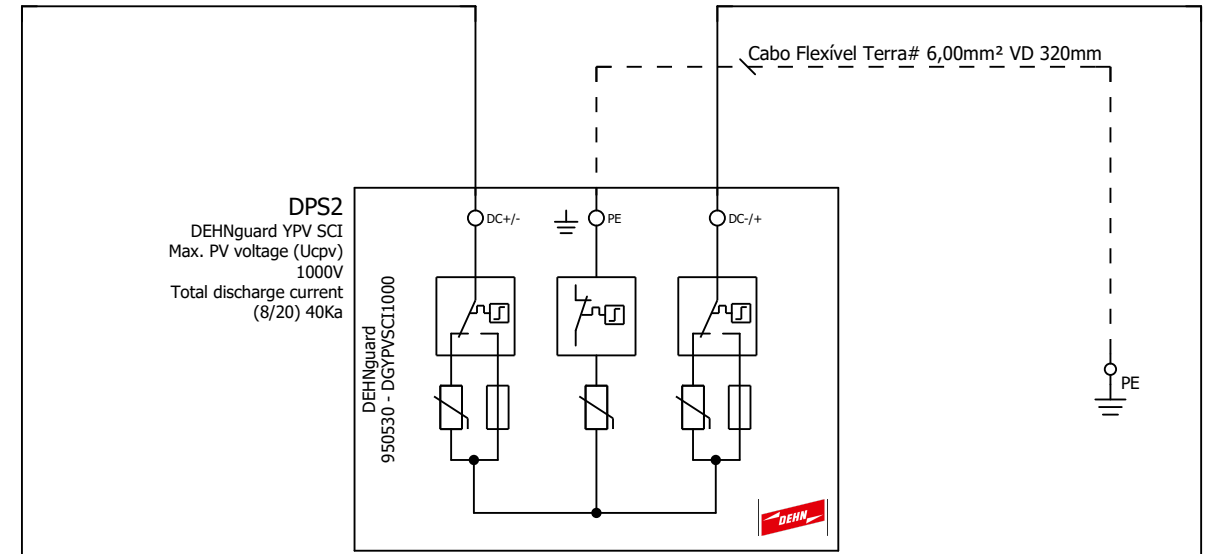 Cabo Flexível Terra# 6,00mm² VD 320mm
DPS2
DEHNguard YPV SCI
Max. PV voltage (Ucpv)
1000V
Total discharge current
(8/20) 40Ka
DC+/-
PE
DC-/+
DEHNguard
950530 - DGYPVSCI1000
PE
DEHN